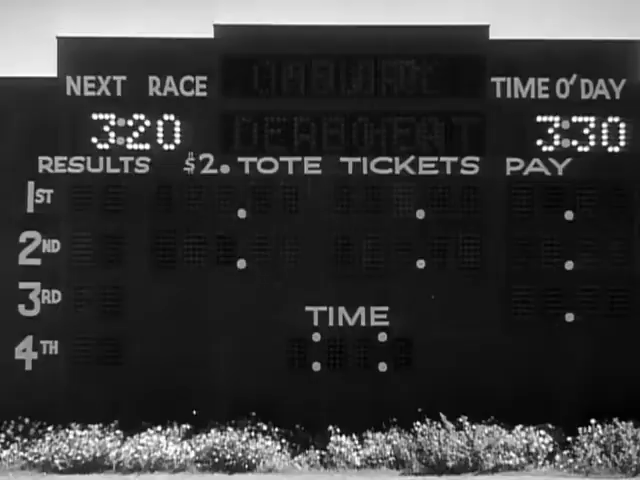 NEXT RACE
TIME O' DAY
3:20
3:30
RESULTS $2. TOTE TICKETS PAY
1ST
2ND
3RD
TIME
4TH